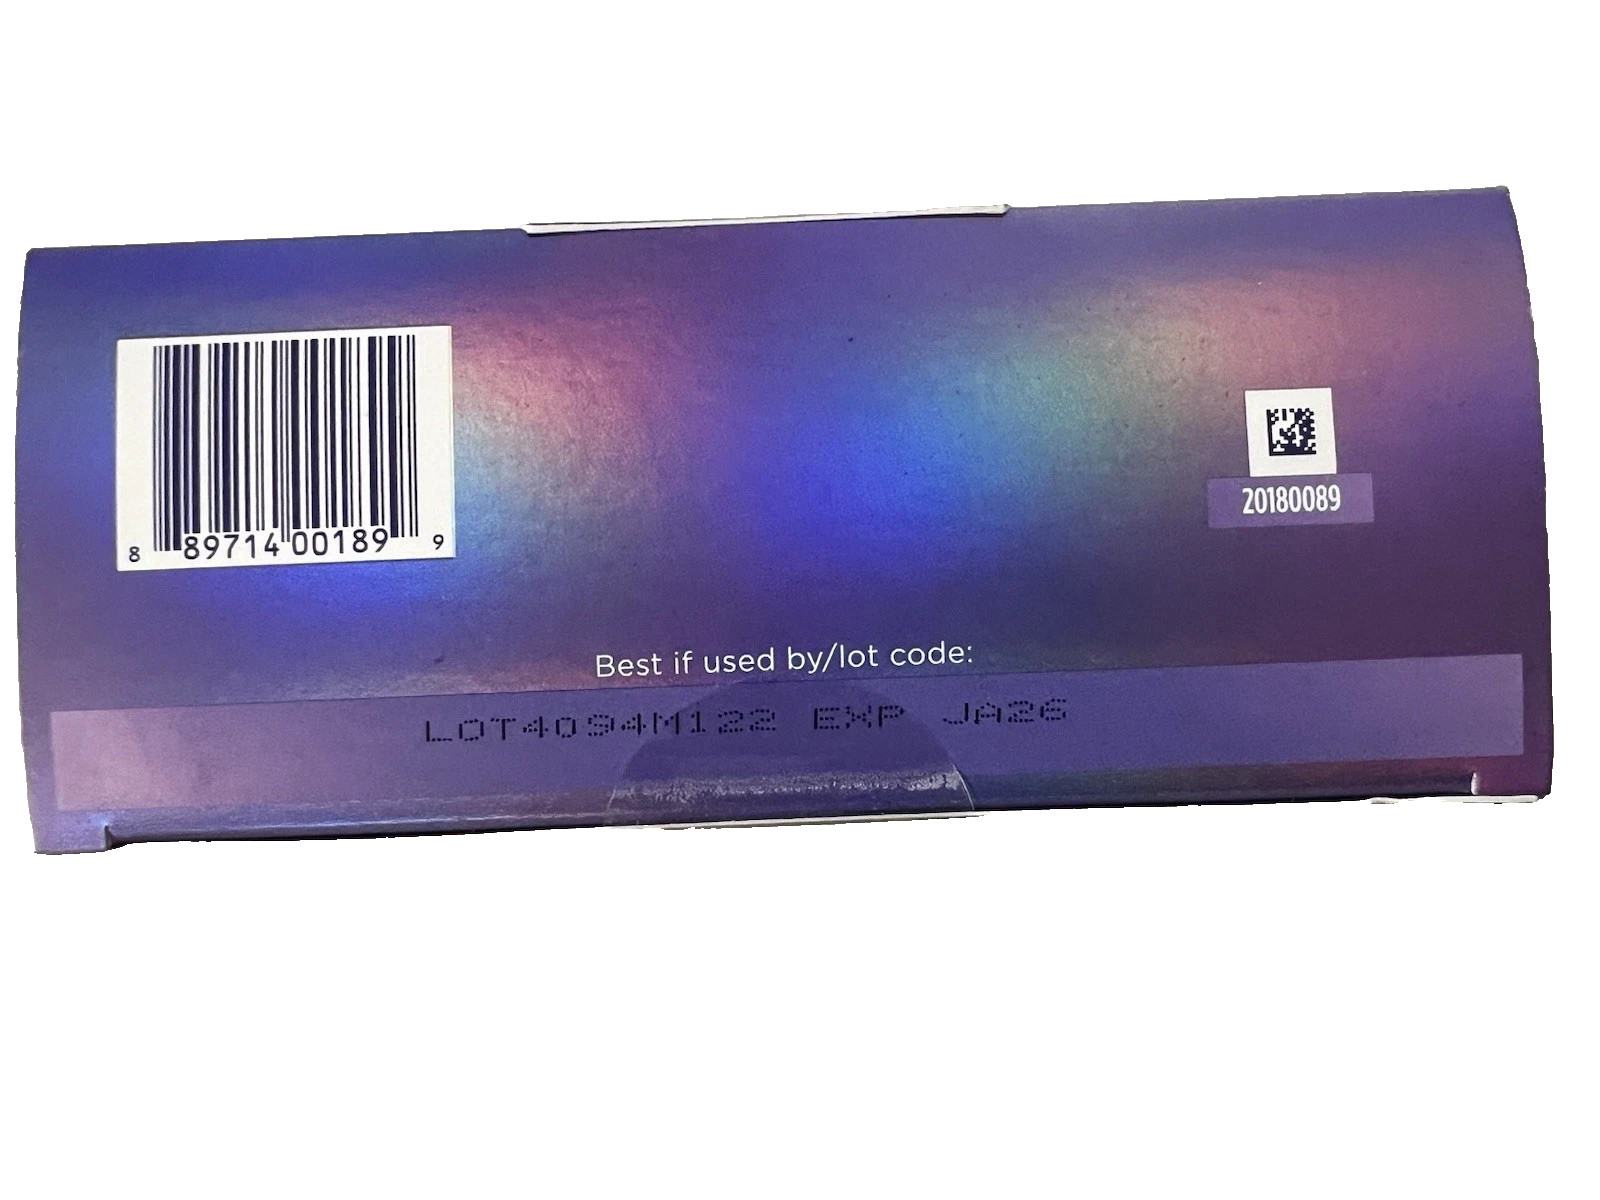 8 89714 00189 9
20180089
Best if used by/lot code:
LOT4094M122 EXP JA26